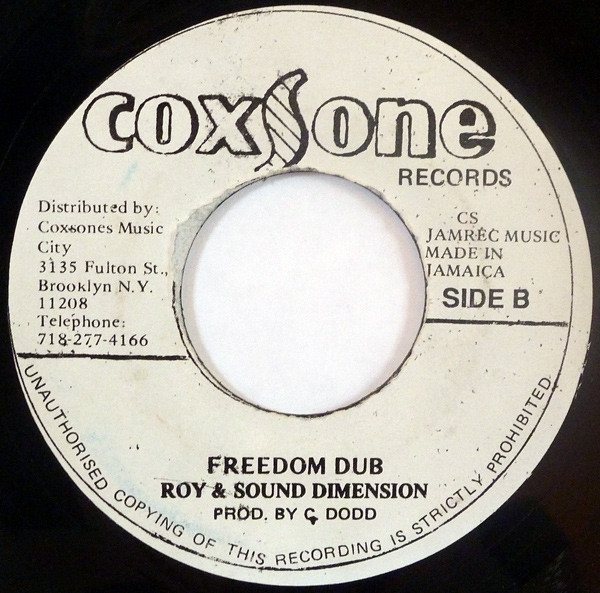 coxsone
RECORDS
Distributed by:
Coxsones Music
City
3135 Fulton St.,
Brooklyn N.Y.
11208
Telephone:
718-277-4166
CS
JAMREC MUSIC
MADE IN
JAMAICA
SIDE B
FREEDOM DUB
ROY & SOUND DIMENSION
PROD. BY C. DODD
UNAUTHORISED COPYING OF THIS RECORDING IS STRICTLY PROHIBITED